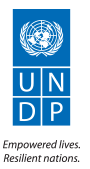 U N
D P
Empowered lives.
Resilient nations.